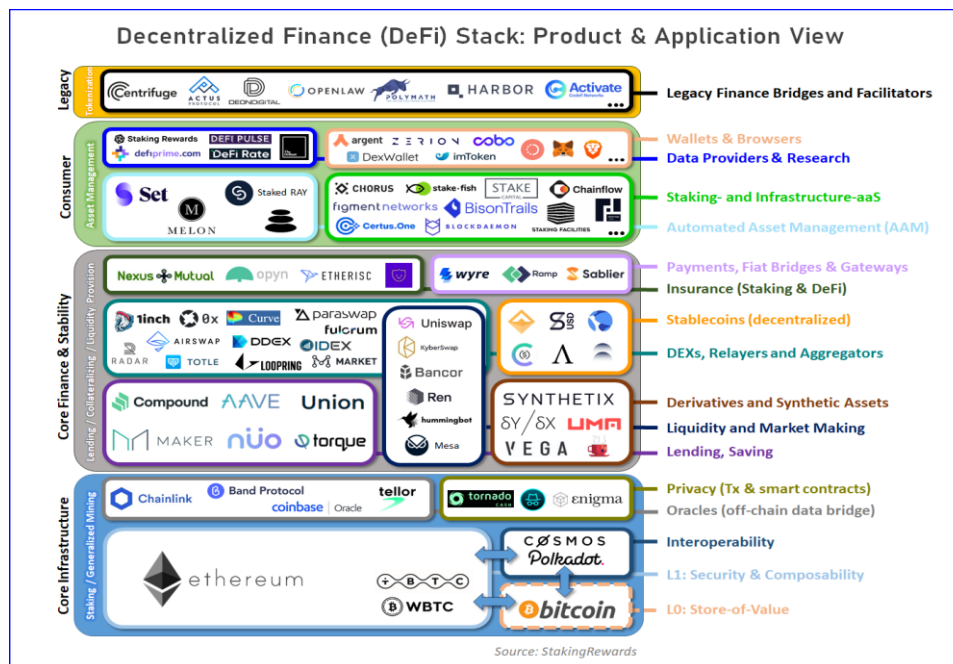 Decentralized Finance (DeFi) Stack: Product & Application View
Legacy
Tokenization
Centrifuge
ACTUS
PROTOCOL
DEONDIGITAL
OPENLAW
POLYMATH
HARBOR
Activate
Legacy Finance Bridges and Facilitators
Consumer
Asset Management
Staking Rewards
DEFI PULSE
defiprime.com
DeFi Rate
argent
ZERION
cobo
DexWallet
imToken
Wallets & Browsers
Data Providers & Research
Set
MELON
Staked RAY
CHORUS
stake·fish
STAKE
CAPITAL
Chainflow
figment networks
BisonTrails
Certus.One
BLOCKDAEMON
STAKING FACILITIES
Staking- and Infrastructure-aaS
Automated Asset Management (AAM)
Core Finance & Stability
Lending / Collateralizing / Liquidity Provision
Nexus Mutual
opyn
ETHERISC
wyre
Ramp
Sablier
Payments, Fiat Bridges & Gateways
Insurance (Staking & DeFi)
1inch
0x
Curve
paraswap
fulcrum
AIRSWAP
DDEX
IDEX
RADAR
TOTLE
LOOPRING
MARKET
Uniswap
KyberSwap
Bancor
Ren
hummingbot
Mesa
SUSD
Stablecoins (decentralized)
DEXs, Relayers and Aggregators
Compound
AAVE
Union
MAKER
nüo
torque
SYNTHETIX
δY/δX
UMA
VEGA
Derivatives and Synthetic Assets
Liquidity and Market Making
Lending, Saving
Core Infrastructure
Staking / Generalized Mining
Chainlink
Band Protocol
coinbase | Oracle
tellor
tornado
CASH
enigma
Privacy (Tx & smart contracts)
Oracles (off-chain data bridge)
ethereum
tBTC
WBTC
COSMOS
Polkadot.
bitcoin
Interoperability
L1: Security & Composability
L0: Store-of-Value
Source: StakingRewards